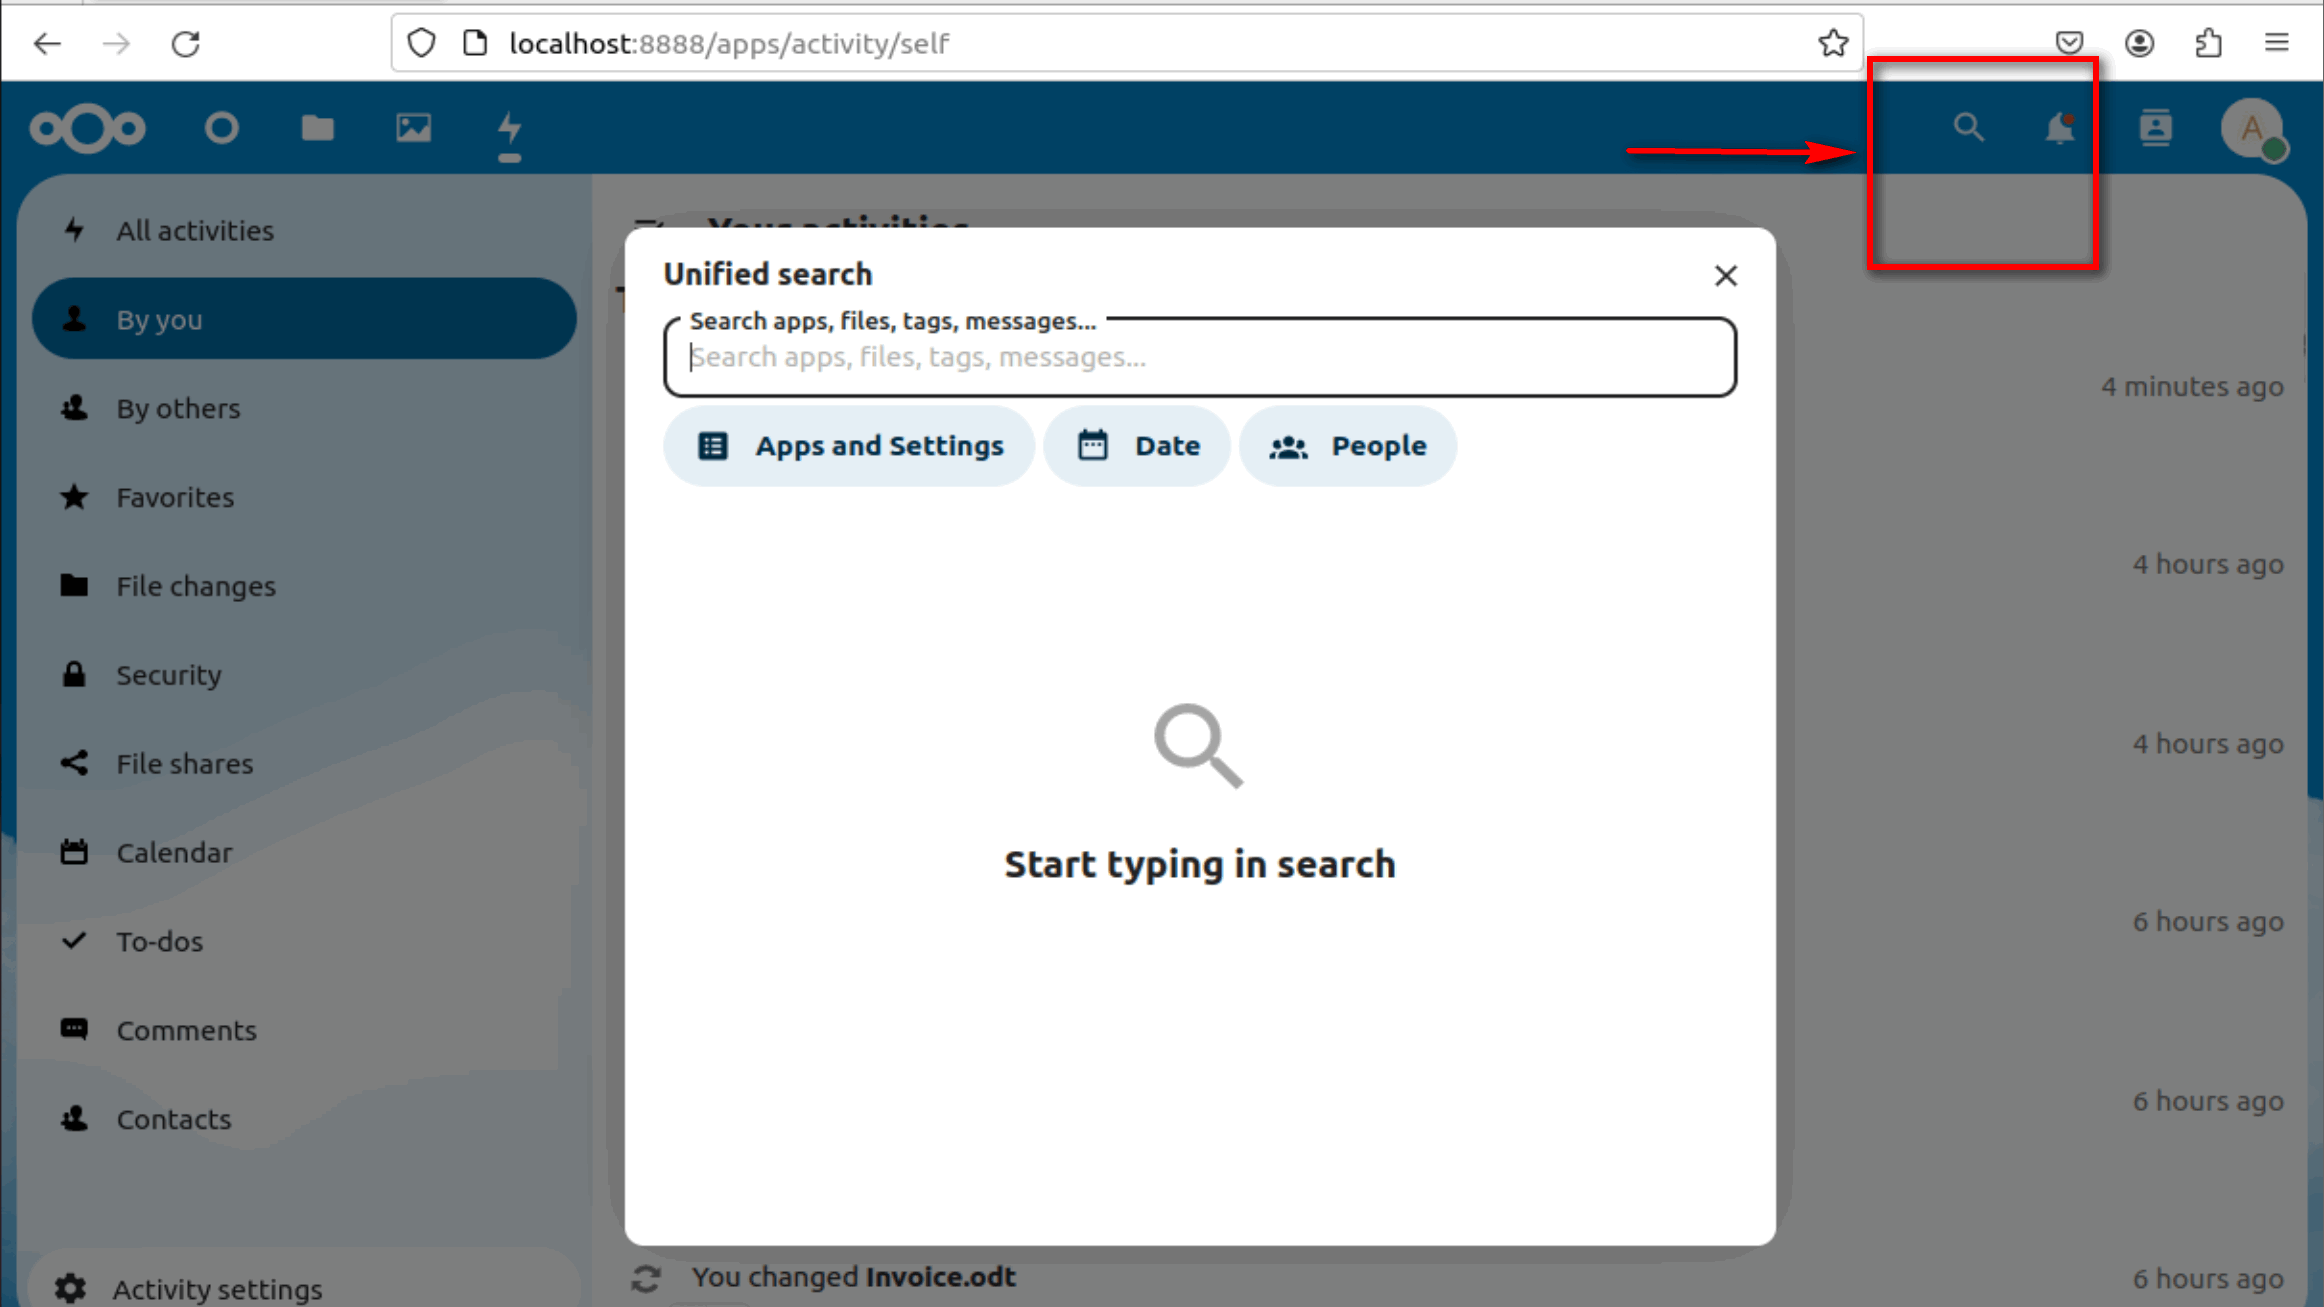 localhost:8888/apps/activity/self
A
All activities
Your activities
By you
By others
Favorites
File changes
Security
File shares
Calendar
To-dos
Comments
Contacts
Activity settings
Unified search
Search apps, files, tags, messages...
Search apps, files, tags, messages...
Apps and Settings Date People
Start typing in search
4 minutes ago
4 hours ago
4 hours ago
6 hours ago
6 hours ago
You changed Invoice.odt 6 hours ago